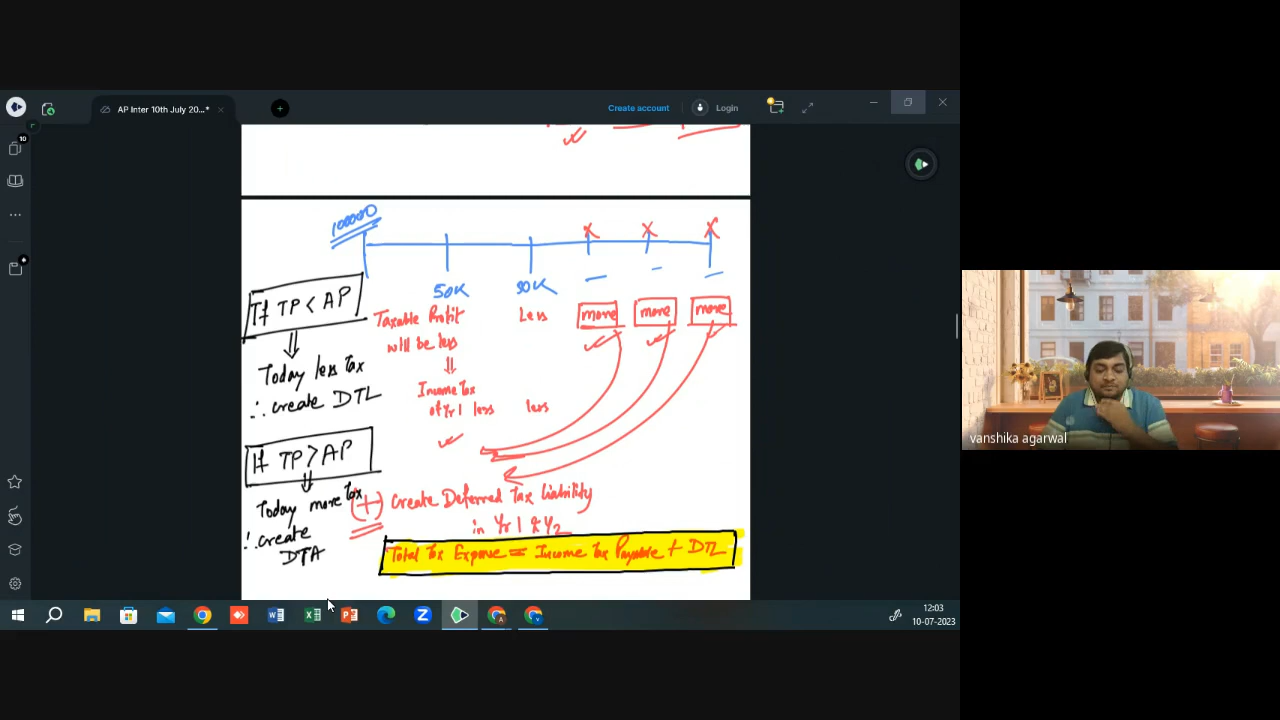 AP Inter 10th July 20...*
Create account
Login
10
100000
50K
30K
If TP < AP
Today less tax
∴ create DTL
If TP > AP
Today more tax
∴ create
DTA
Taxable Profit
will be less
Less
more
more
more
Income Tax
of Yr 1 less
less
(+) Create Deferred Tax Liability
in Yr 1 & Y2
Total Tax Expense = Income Tax Payable + DTL
vanshika agarwal
12:03
10-07-2023